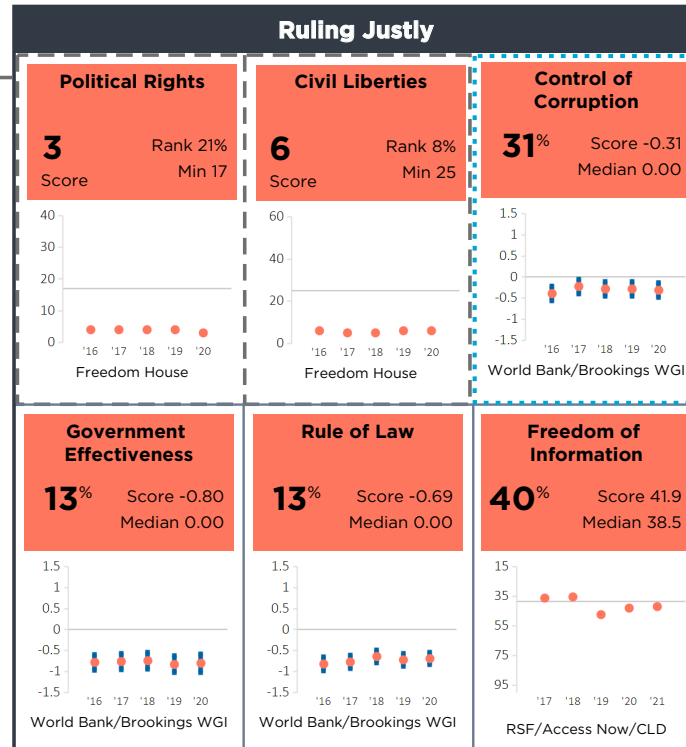 Ruling Justly
Political Rights
3
Score
Rank 21%
Min 17
40
30
20
10
0
'16 '17 '18 '19 '20
Freedom House
Civil Liberties
6
Score
Rank 8%
Min 25
60
40
20
0
'16 '17 '18 '19 '20
Freedom House
Control of
Corruption
31%
Score -0.31
Median 0.00
1.5
1
0.5
0
-0.5
-1
-1.5
'16 '17 '18 '19 '20
World Bank/Brookings WGI
Government
Effectiveness
13%
Score -0.80
Median 0.00
1.5
1
0.5
0
-0.5
-1
-1.5
'16 '17 '18 '19 '20
World Bank/Brookings WGI
Rule of Law
13%
Score -0.69
Median 0.00
1.5
1
0.5
0
-0.5
-1
-1.5
'16 '17 '18 '19 '20
World Bank/Brookings WGI
Freedom of
Information
40%
Score 41.9
Median 38.5
15
35
55
75
95
'17 '18 '19 '20 '21
RSF/Access Now/CLD